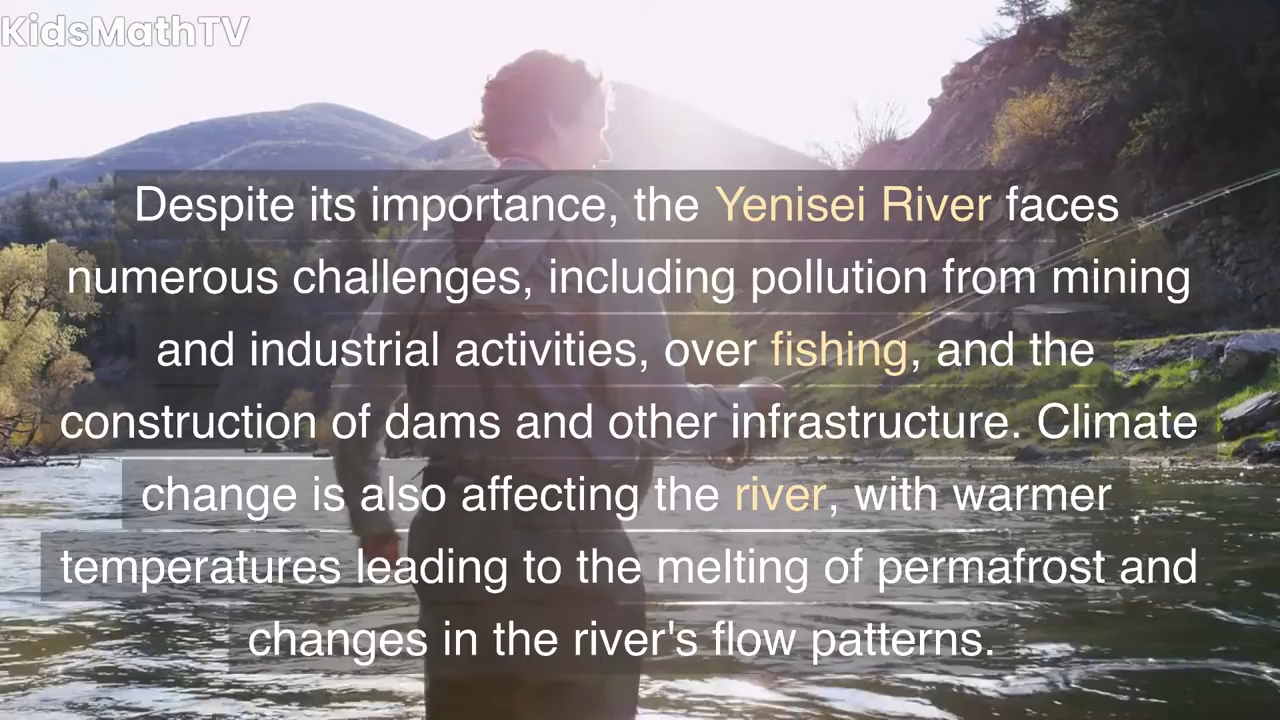 KidsMathTV
Despite its importance, the Yenisei River faces
numerous challenges, including pollution from mining
and industrial activities, over fishing, and the
construction of dams and other infrastructure. Climate
change is also affecting the river, with warmer
temperatures leading to the melting of permafrost and
changes in the river's flow patterns.